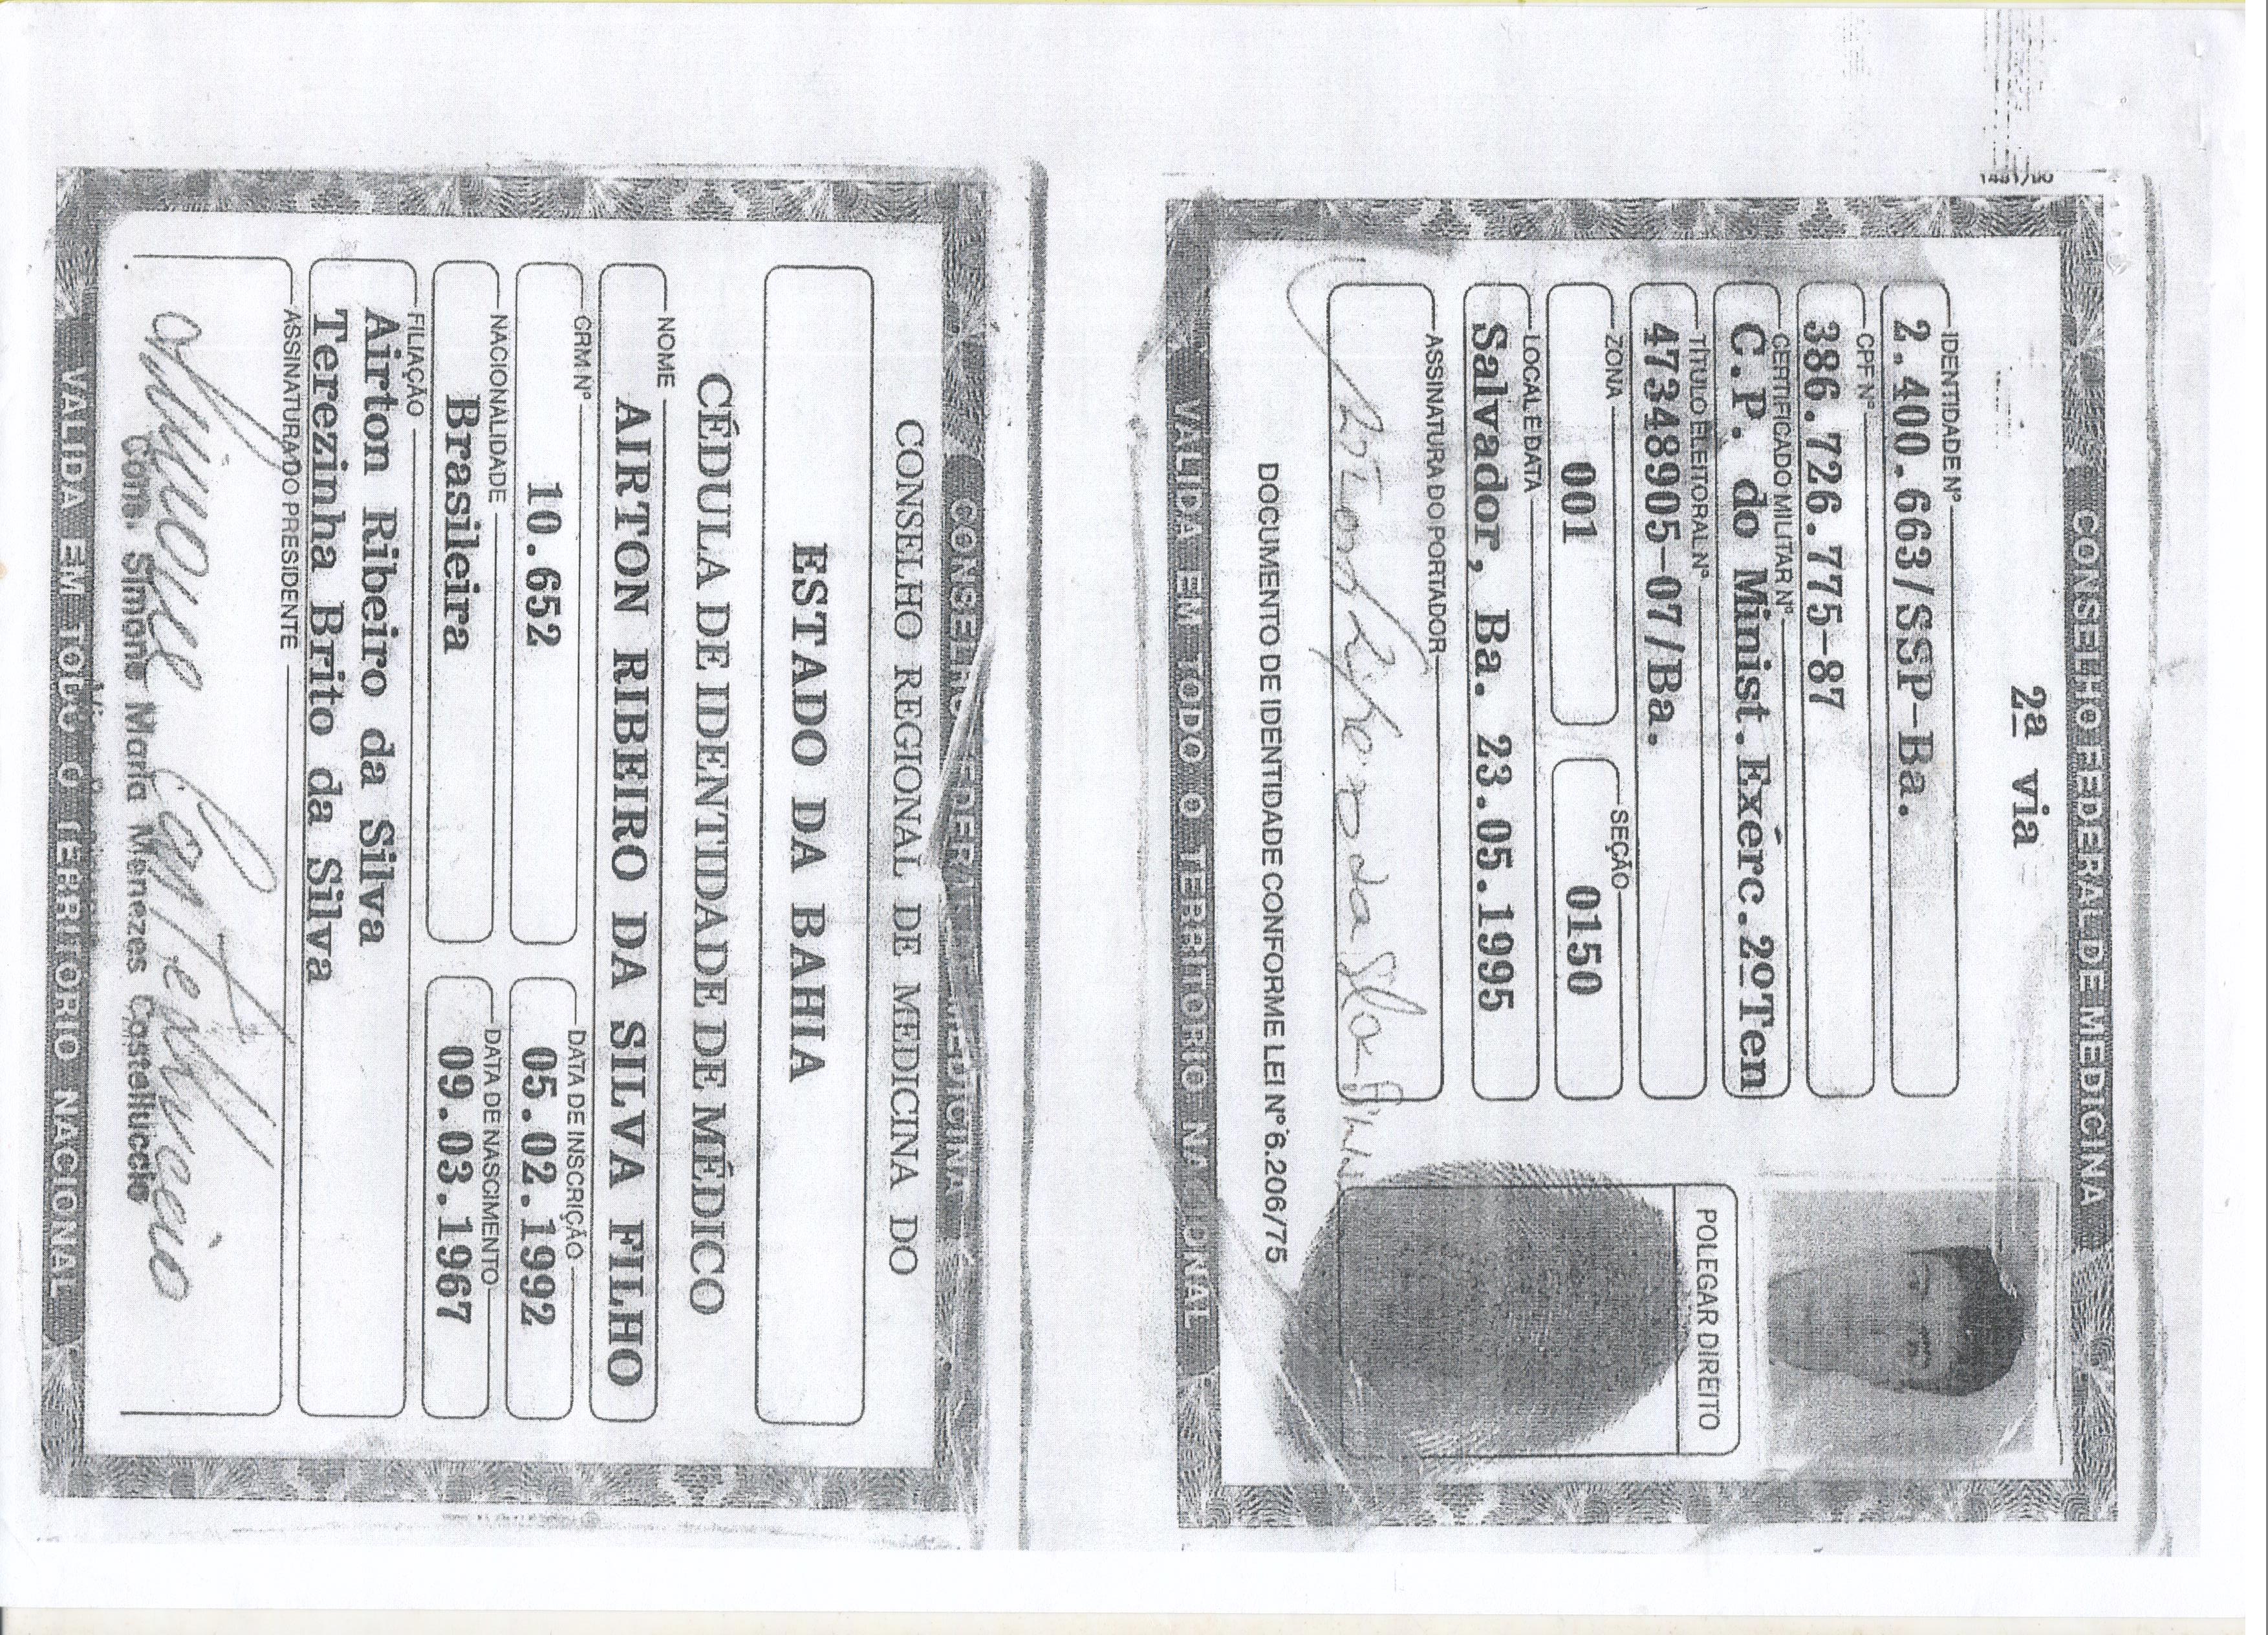 CONSELHO FEDERAL DE MEDICINA
2ª via
IDENTIDADE Nº
2.400.663/SSP-Ba.
CPF Nº
386.726.775-87
CERTIFICADO MILITAR Nº
C.P. do Minist.Exérc.2ºTen
TÍTULO ELEITORAL Nº
47348905-07/Ba.
ZONA
001
SEÇÃO
0150
LOCAL E DATA
Salvador, Ba. 23.05.1995
ASSINATURA DO PORTADOR
Airton Ribeiro da Silva Filho
POLEGAR DIREITO
DOCUMENTO DE IDENTIDADE CONFORME LEI Nº 6.206/75
VALIDA EM TODO O TERRITORIO NACIONAL
CONSELHO FEDERAL DE MEDICINA
CONSELHO REGIONAL DE MEDICINA DO
ESTADO DA BAHIA
CÉDULA DE IDENTIDADE DE MÉDICO
NOME
AIRTON RIBEIRO DA SILVA FILHO
CRM Nº
10.652
DATA DE INSCRIÇÃO
05.02.1992
NACIONALIDADE
Brasileira
DATA DE NASCIMENTO
09.03.1967
FILIAÇÃO
Airton Ribeiro da Silva
Terezinha Brito da Silva
ASSINATURA DO PRESIDENTE
Simone Castellucio
Cons. Simone Maria Menezes Castelluccio
VALIDA EM TODO O TERRITORIO NACIONAL